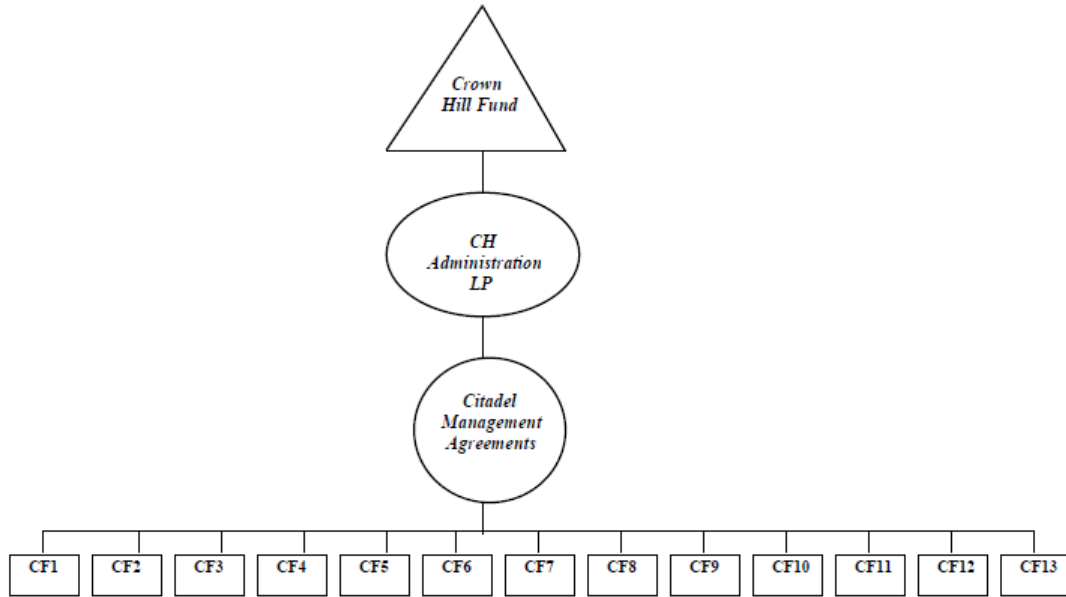 Crown
Hill Fund
CH
Administration
LP
Citadel
Management
Agreements
CF1 CF2 CF3 CF4 CF5 CF6 CF7 CF8 CF9 CF10 CF11 CF12 CF13